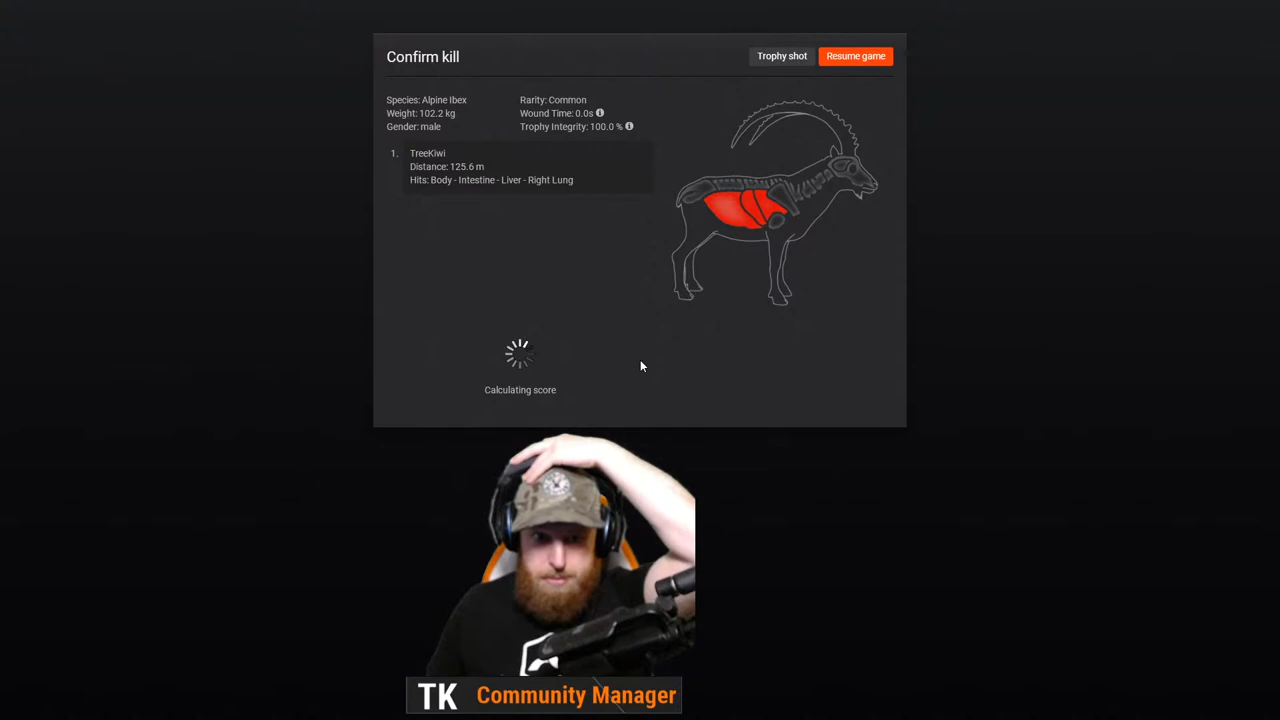 Confirm kill
Trophy shot
Resume game
Species: Alpine Ibex
Weight: 102.2 kg
Gender: male
Rarity: Common
Wound Time: 0.0s
Trophy Integrity: 100.0 %
1.
TreeKiwi
Distance: 125.6 m
Hits: Body - Intestine - Liver - Right Lung
Calculating score
TK Community Manager